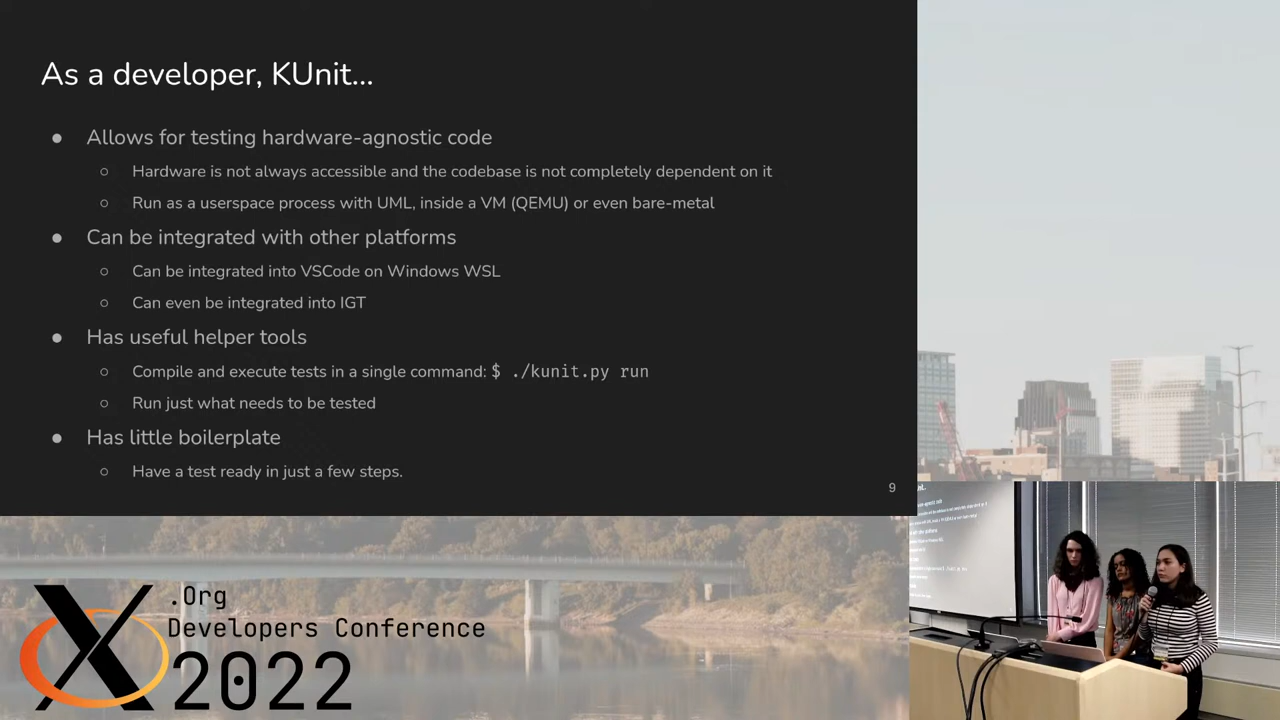 As a developer, KUnit...
● Allows for testing hardware-agnostic code
○ Hardware is not always accessible and the codebase is not completely dependent on it
○ Run as a userspace process with UML, inside a VM (QEMU) or even bare-metal
● Can be integrated with other platforms
○ Can be integrated into VSCode on Windows WSL
○ Can even be integrated into IGT
● Has useful helper tools
○ Compile and execute tests in a single command: $ ./kunit.py run
○ Run just what needs to be tested
● Has little boilerplate
○ Have a test ready in just a few steps.
9
X.Org
Developers Conference
2022